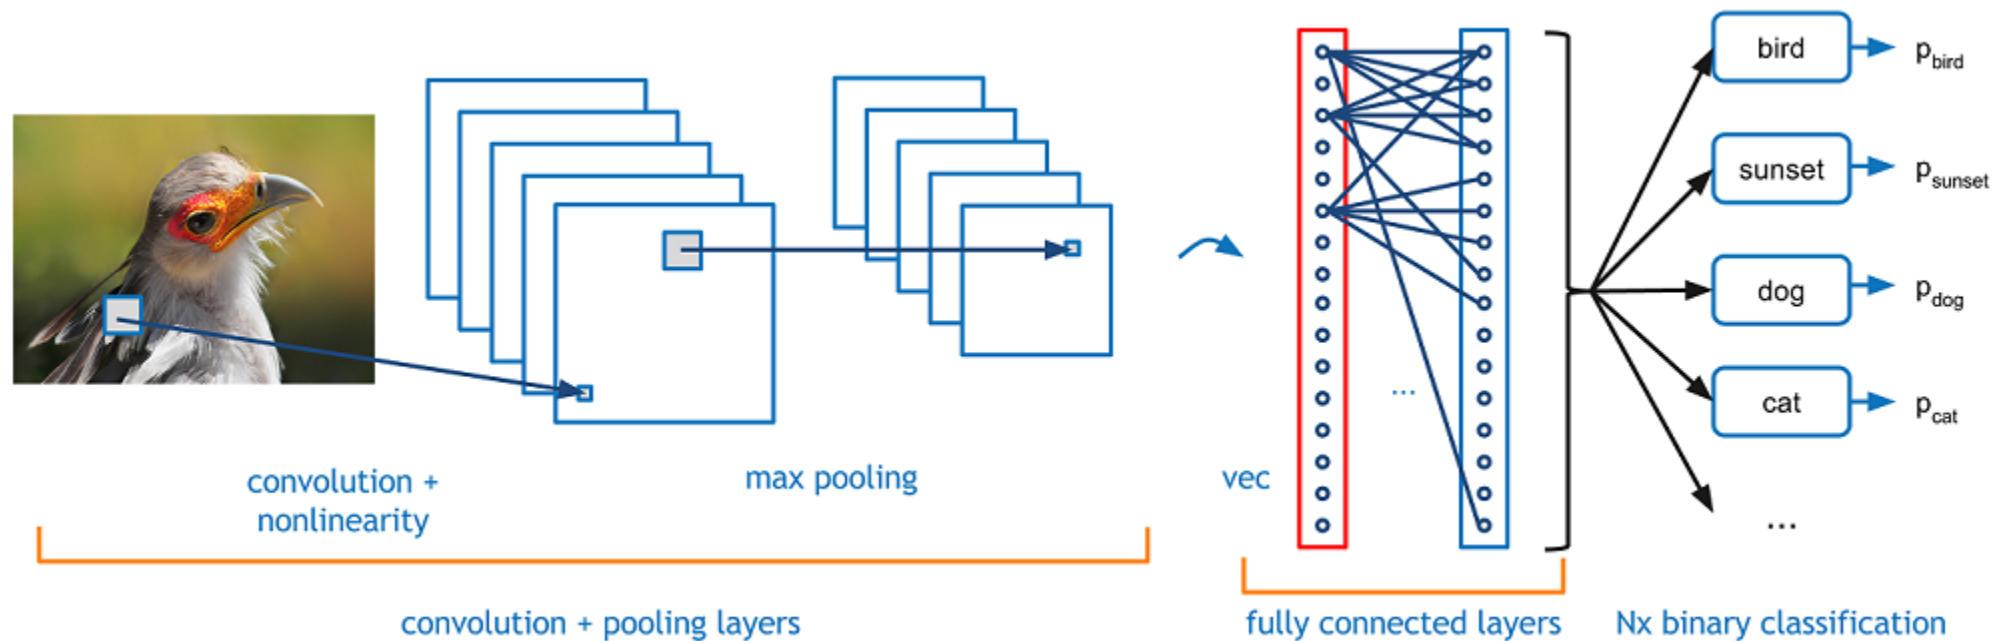 convolution +
nonlinearity
max pooling
convolution + pooling layers
vec
...
fully connected layers
bird
p_bird
sunset
p_sunset
dog
p_dog
cat
p_cat
...
Nx binary classification